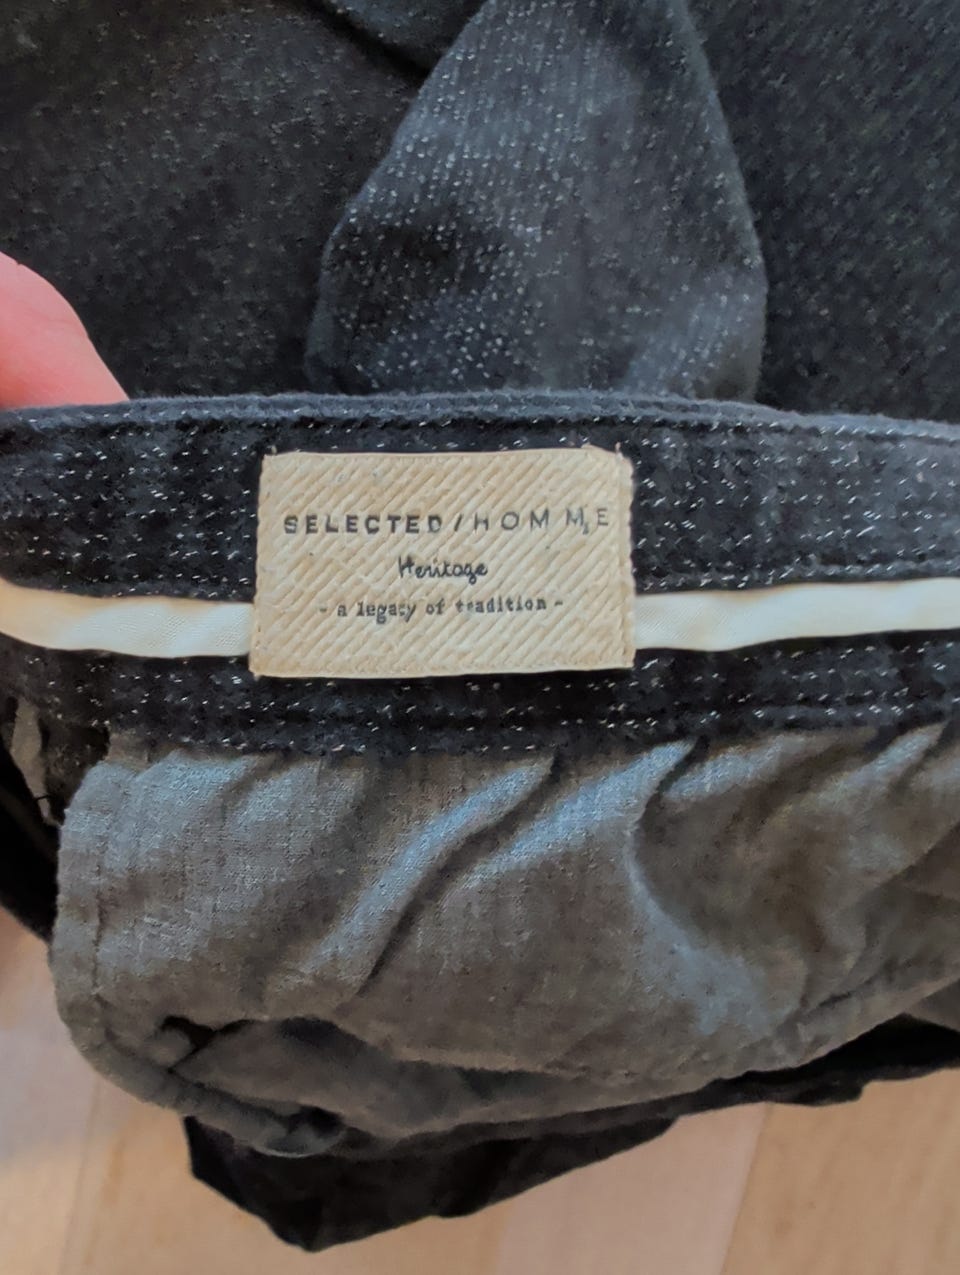 SELECTED/HOMME
Heritage
- a legacy of tradition -